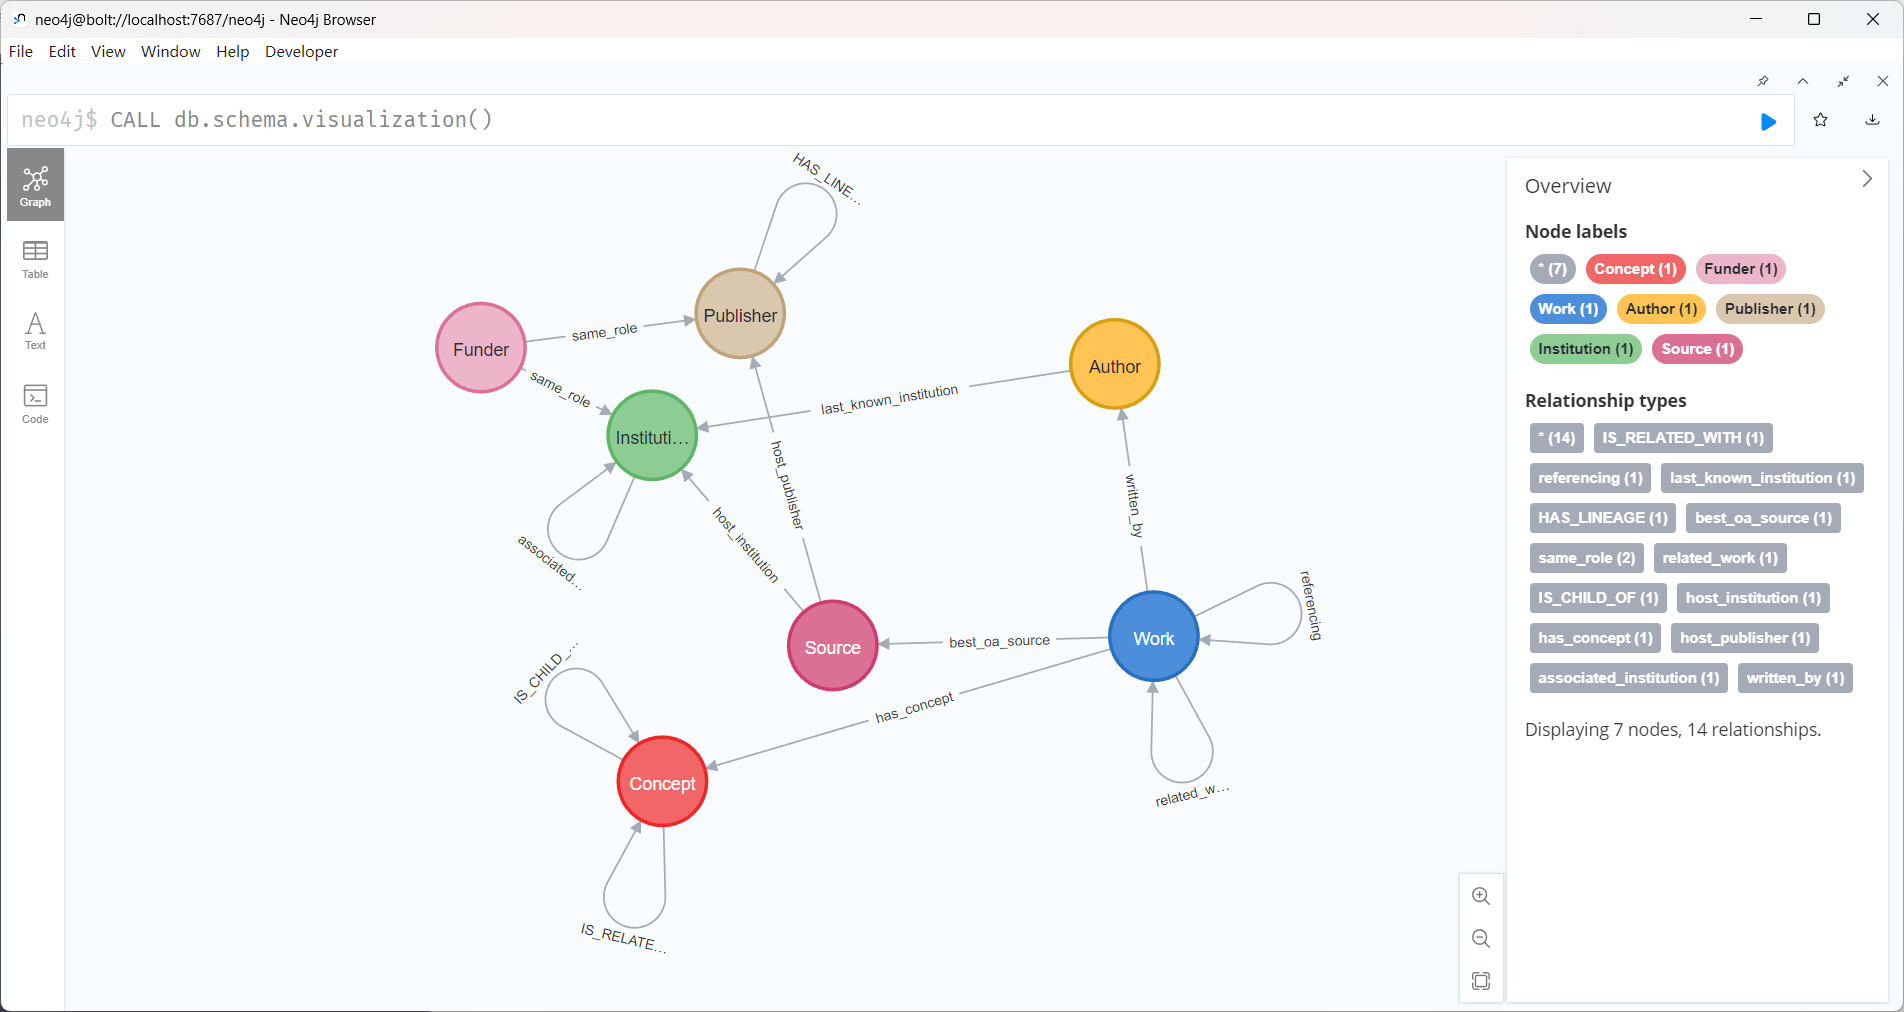 neo4j@bolt://localhost:7687/neo4j - Neo4j Browser
File Edit View Window Help Developer
neo4j$ CALL db.schema.visualization()
Graph
Table
Text
Code
HAS_LINE...
Publisher
Funder
same_role
same_role
Instituti...
Author
last_known_institution
host_publisher
host_institution
associated...
written_by
referencing
Source
best_oa_source
Work
IS_CHILD_...
has_concept
Concept
related_w...
IS_RELATE...
Overview
Node labels
* (7) Concept (1) Funder (1)
Work (1) Author (1) Publisher (1)
Institution (1) Source (1)
Relationship types
* (14) IS_RELATED_WITH (1)
referencing (1) last_known_institution (1)
HAS_LINEAGE (1) best_oa_source (1)
same_role (2) related_work (1)
IS_CHILD_OF (1) host_institution (1)
has_concept (1) host_publisher (1)
associated_institution (1) written_by (1)
Displaying 7 nodes, 14 relationships.